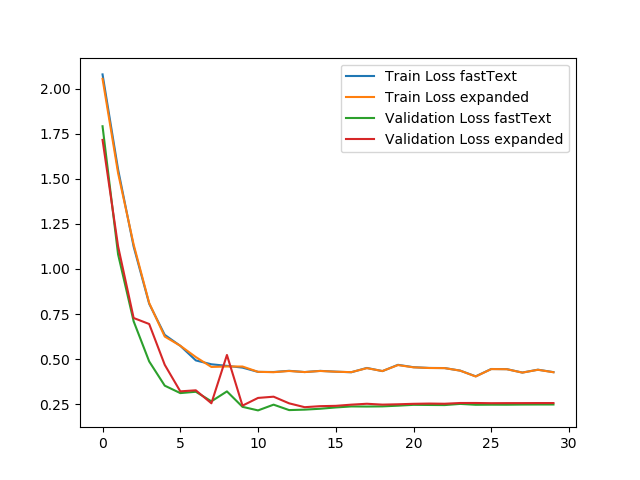 Train Loss fastText
Train Loss expanded
Validation Loss fastText
Validation Loss expanded
2.00
1.75
1.50
1.25
1.00
0.75
0.50
0.25
0 5 10 15 20 25 30